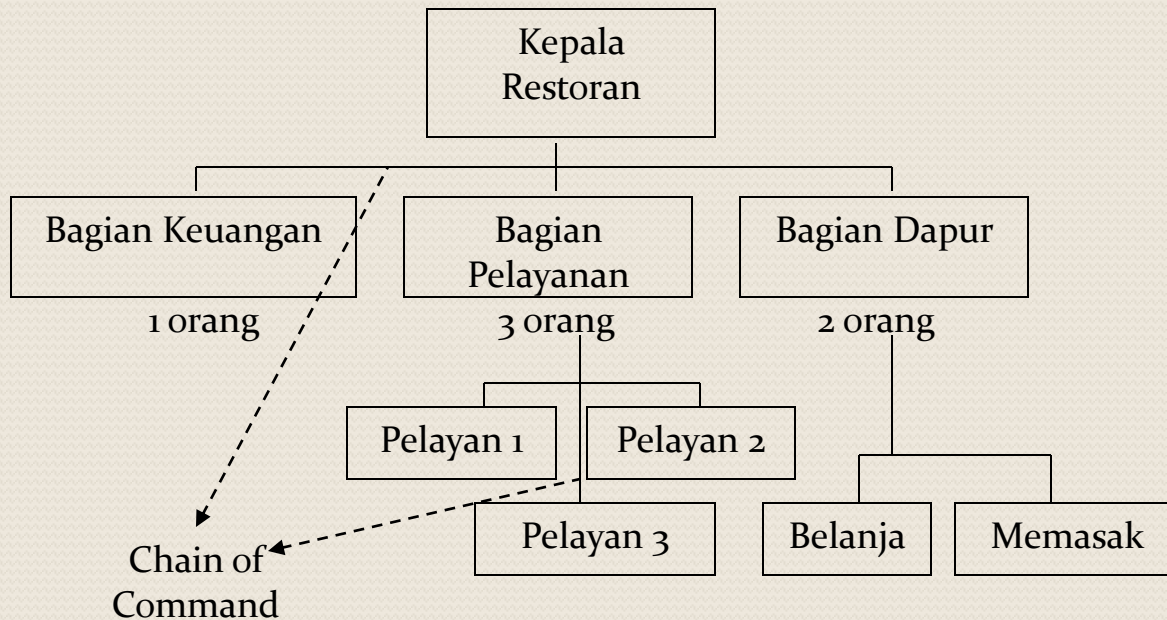 Kepala
Restoran
Bagian Keuangan
Bagian
Pelayanan
Bagian Dapur
1 orang
3 orang
2 orang
Pelayan 1
Pelayan 2
Pelayan 3
Belanja
Memasak
Chain of
Command